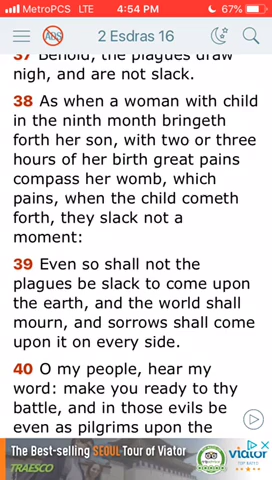 MetroPCS LTE 4:54 PM 67%
ADS 2 Esdras 16
37 Behold, the plagues draw
nigh, and are not slack.
38 As when a woman with child
in the ninth month bringeth
forth her son, with two or three
hours of her birth great pains
compass her womb, which
pains, when the child cometh
forth, they slack not a
moment:
39 Even so shall not the
plagues be slack to come upon
the earth, and the world shall
mourn, and sorrows shall come
upon it on every side.
40 O my people, hear my
word: make you ready to thy
battle, and in those evils be
even as pilgrims upon the
The Best-selling SEOUL Tour of Viator
TRAESCO
viator